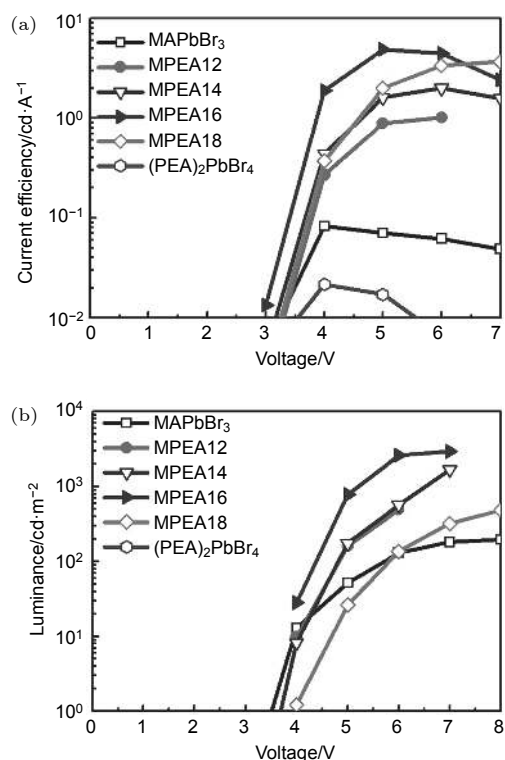 (a)
Current efficiency/cd·A⁻¹
10¹
10⁰
10⁻¹
10⁻²
MAPbBr₃
MPEA12
MPEA14
MPEA16
MPEA18
(PEA)₂PbBr₄
0 1 2 3 4 5 6 7
Voltage/V
(b)
Luminance/cd·m⁻²
10⁴
10³
10²
10¹
10⁰
MAPbBr₃
MPEA12
MPEA14
MPEA16
MPEA18
(PEA)₂PbBr₄
0 1 2 3 4 5 6 7 8
Voltage/V